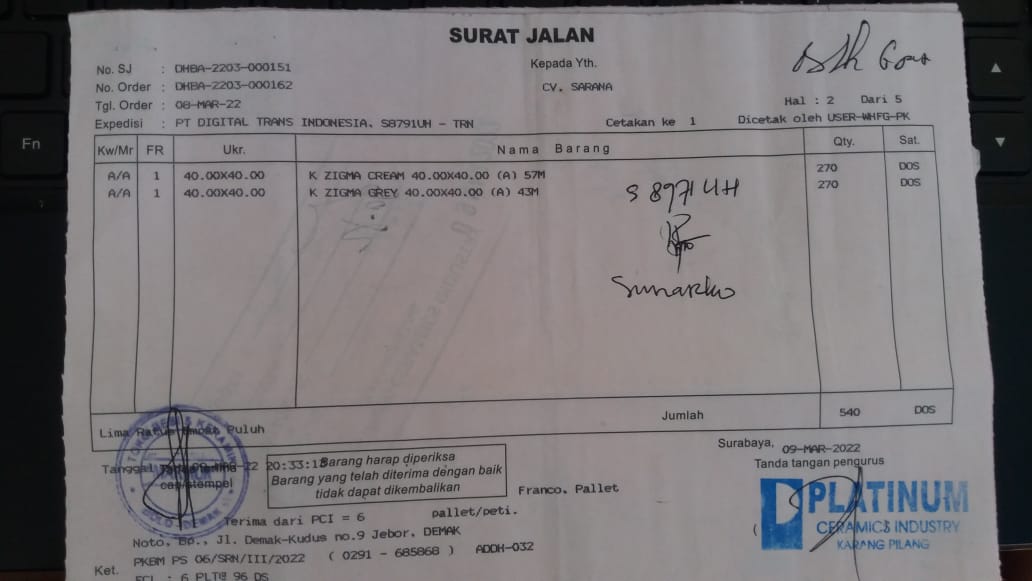 Fn
SURAT JALAN
No. SJ : DHBA-2203-000151
Kepada Yth.
No. Order : DHBA-2203-000162
CV. SARANA
Tgl. Order : 08-MAR-22
Hal : 2 Dari 5
Expedisi : PT DIGITAL TRANS INDONESIA. S8791UH - TRN
Cetakan ke 1 Dicetak oleh USER-WHFG-PK
Kw/Mr FR Ukr. Nama Barang Qty. Sat.
A/A 1 40.00X40.00 K ZIGMA CREAM 40.00X40.00 (A) 57M 270 DOS
A/A 1 40.00X40.00 K ZIGMA GREY 40.00X40.00 (A) 43M 270 DOS
S 8971 UH
Sunarko
Jumlah 540 DOS
Lima Ratus Empat Puluh
Surabaya, 09-MAR-2022
Tanggal 20:33:18
Tanda tangan pengurus
cap/stempel
Barang harap diperiksa
Barang yang telah diterima dengan baik
tidak dapat dikembalikan
Franco. Pallet
PLATINUM
CERAMICS INDUSTRY
KARANG PILANG
Terima dari PCI = 6 pallet/peti.
Noto, Bp., Jl. Demak-Kudus no.9 Jebor, DEMAK
Ket. PKBM PS 06/SRN/III/2022 ( 0291 - 685868 ) ADDH-032
FCL : 6 PLT@ 96 DS